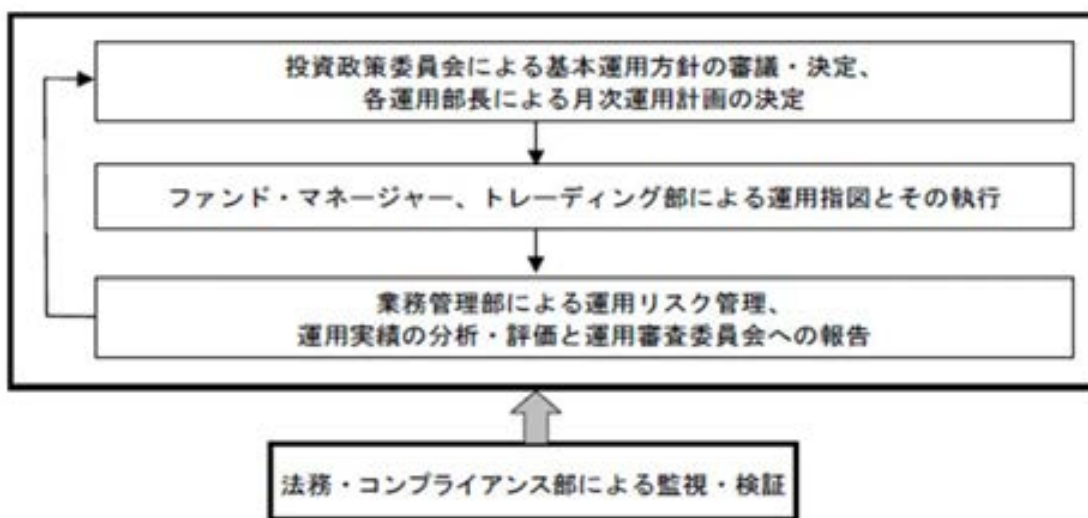 投資政策委員会による基本運用方針の審議・決定、
各運用部長による月次運用計画の決定
ファンド・マネージャー、トレーディング部による運用指図とその執行
業務管理部による運用リスク管理、
運用実績の分析・評価と運用審査委員会への報告
法務・コンプライアンス部による監視・検証